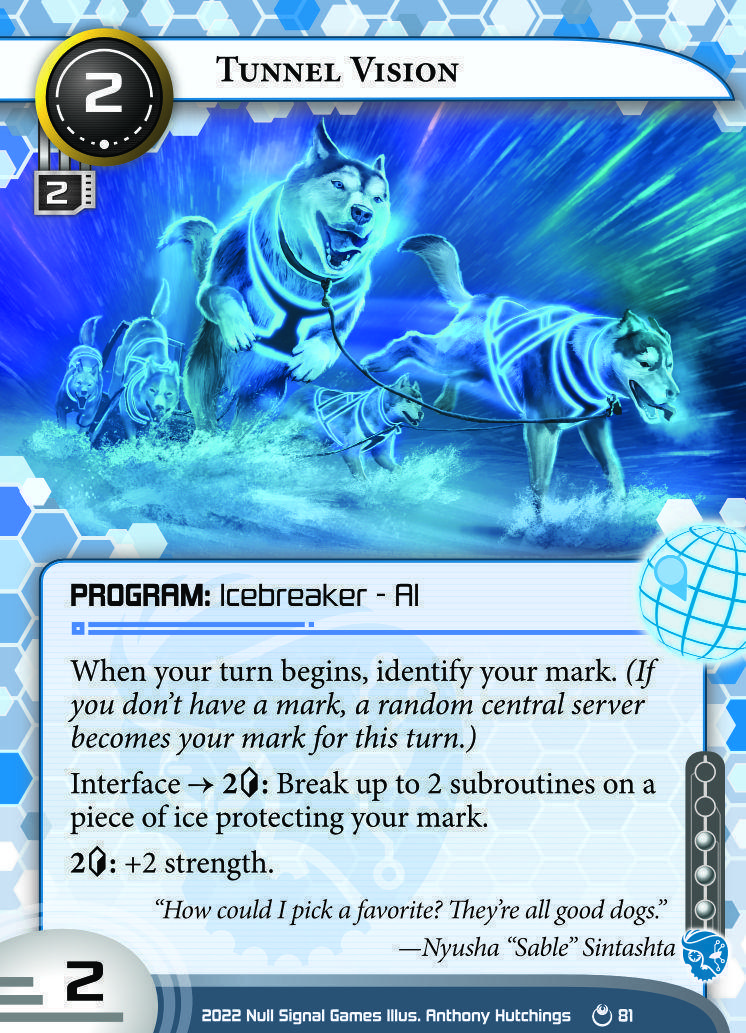 2
TUNNEL VISION
2
PROGRAM: Icebreaker - AI
When your turn begins, identify your mark. (If
you don't have a mark, a random central server
becomes your mark for this turn.)
Interface → 2: Break up to 2 subroutines on a
piece of ice protecting your mark.
2: +2 strength.
“How could I pick a favorite? They're all good dogs.”
—Nyusha “Sable” Sintashta
2
2022 Null Signal Games Illus. Anthony Hutchings 81